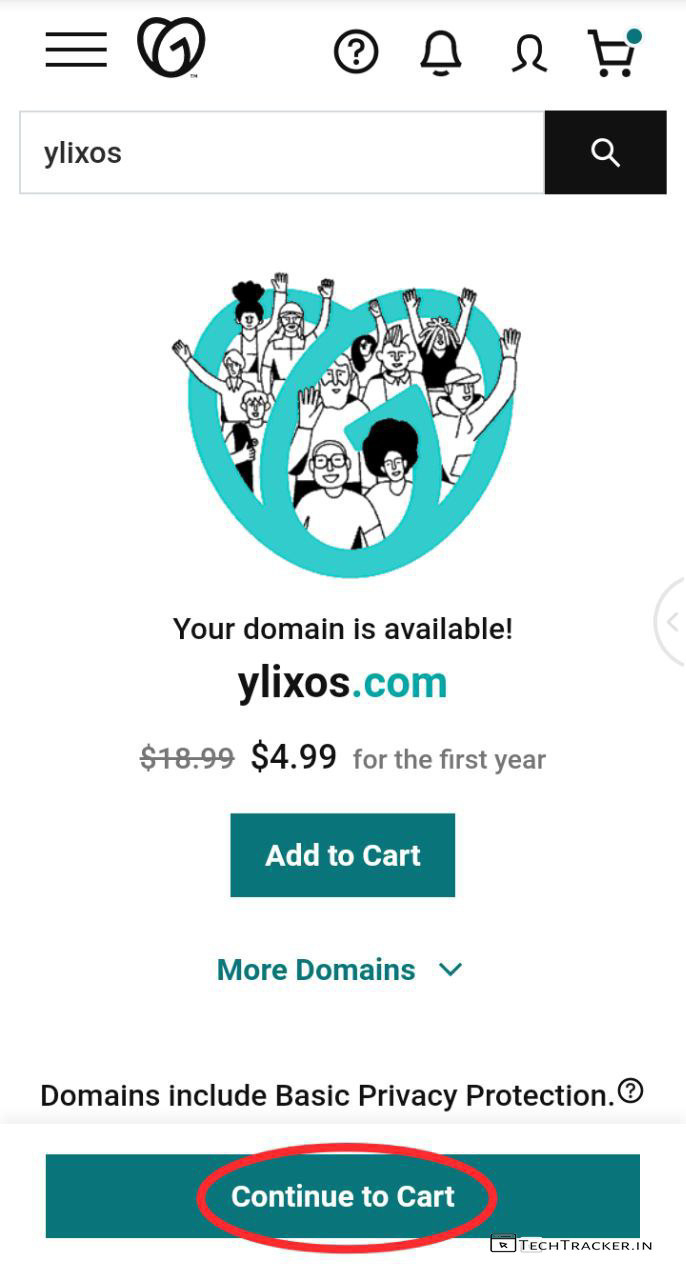 ylixos
Your domain is available!
ylixos.com
$18.99 $4.99 for the first year
Add to Cart
More Domains
Domains include Basic Privacy Protection.
Continue to Cart
TECHTRACKER.IN